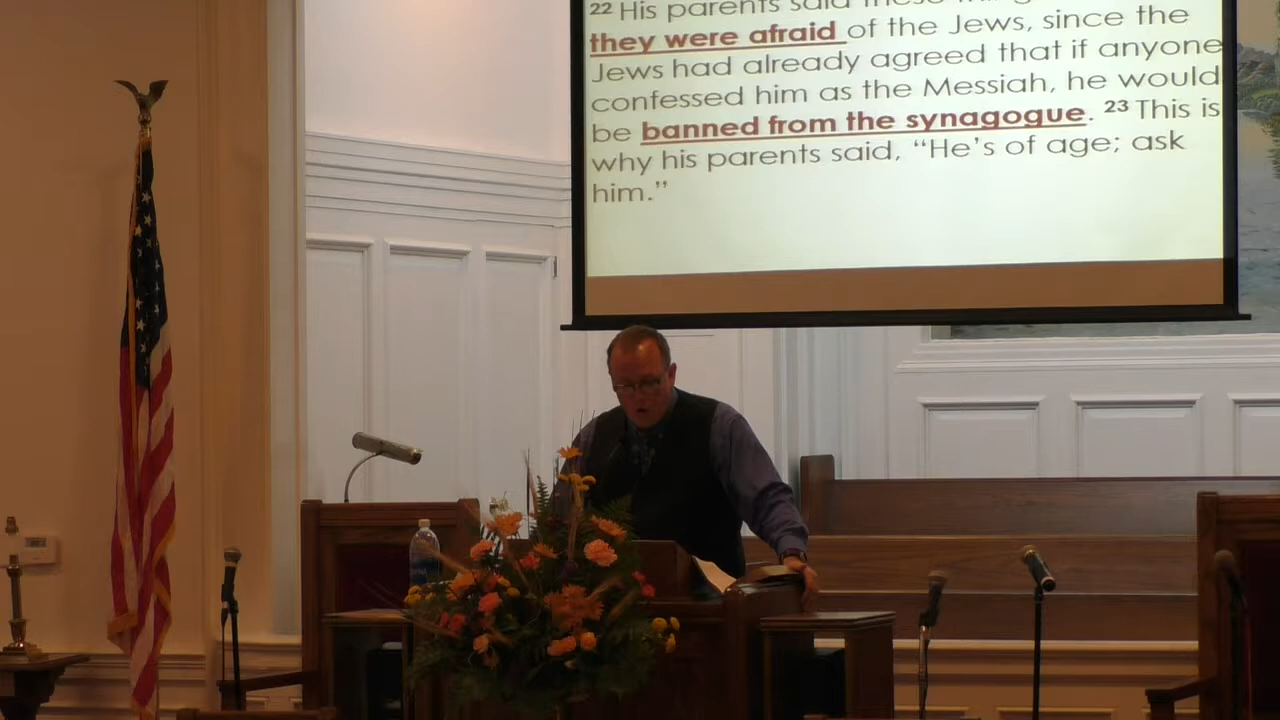 22 His parents said these
they were afraid of the Jews, since the
Jews had already agreed that if anyone
confessed him as the Messiah, he would
be banned from the synagogue. 23 This is
why his parents said, “He’s of age; ask
him.”